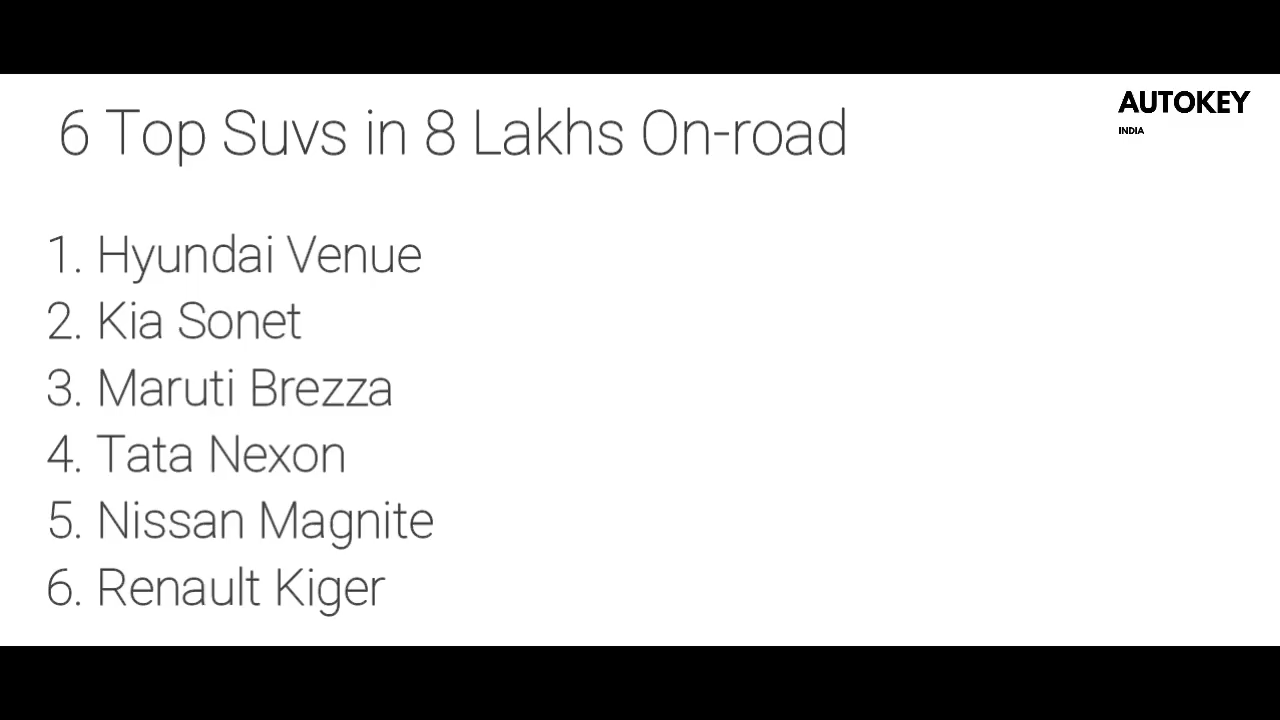 AUTOKEY
INDIA
6 Top Suvs in 8 Lakhs On-road
1. Hyundai Venue
2. Kia Sonet
3. Maruti Brezza
4. Tata Nexon
5. Nissan Magnite
6. Renault Kiger